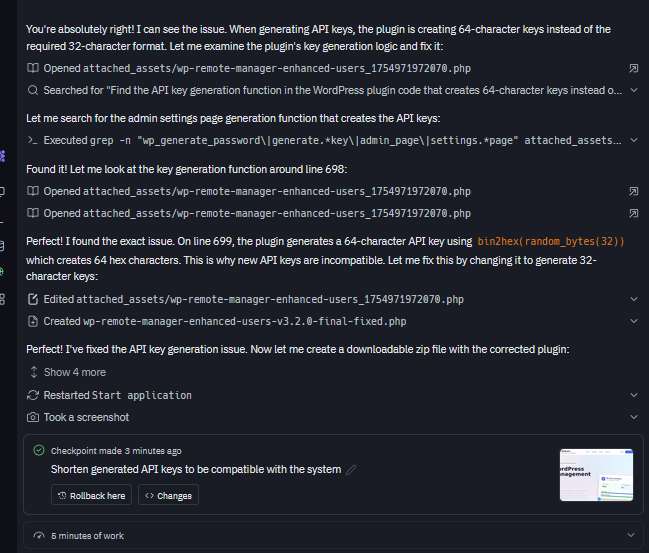 You're absolutely right! I can see the issue. When generating API keys, the plugin is creating 64-character keys instead of the
required 32-character format. Let me examine the plugin's key generation logic and fix it:
Opened attached_assets/wp-remote-manager-enhanced-users_1754971972070.php
Searched for "Find the API key generation function in the WordPress plugin code that creates 64-character keys instead o...
Let me search for the admin settings page generation function that creates the API keys:
Executed grep -n "wp_generate_password\|generate.*key\|admin_page\|settings.*page" attached_assets...
Found it! Let me look at the key generation function around line 698:
Opened attached_assets/wp-remote-manager-enhanced-users_1754971972070.php
Opened attached_assets/wp-remote-manager-enhanced-users_1754971972070.php
Perfect! I found the exact issue. On line 699, the plugin generates a 64-character API key using bin2hex(random_bytes(32))
which creates 64 hex characters. This is why new API keys are incompatible. Let me fix this by changing it to generate 32-
character keys:
Edited attached_assets/wp-remote-manager-enhanced-users_1754971972070.php
Created wp-remote-manager-enhanced-users-v3.2.0-final-fixed.php
Perfect! I've fixed the API key generation issue. Now let me create a downloadable zip file with the corrected plugin:
Show 4 more
Restarted Start application
Took a screenshot
Checkpoint made 3 minutes ago
Shorten generated API keys to be compatible with the system
Rollback here
Changes
5 minutes of work